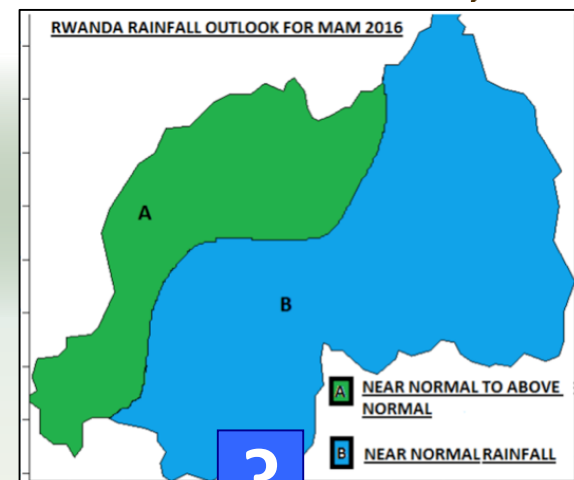 RWANDA RAINFALL OUTLOOK FOR MAM 2016
A
B
A NEAR NORMAL TO ABOVE
NORMAL
B NEAR NORMAL RAINFALL